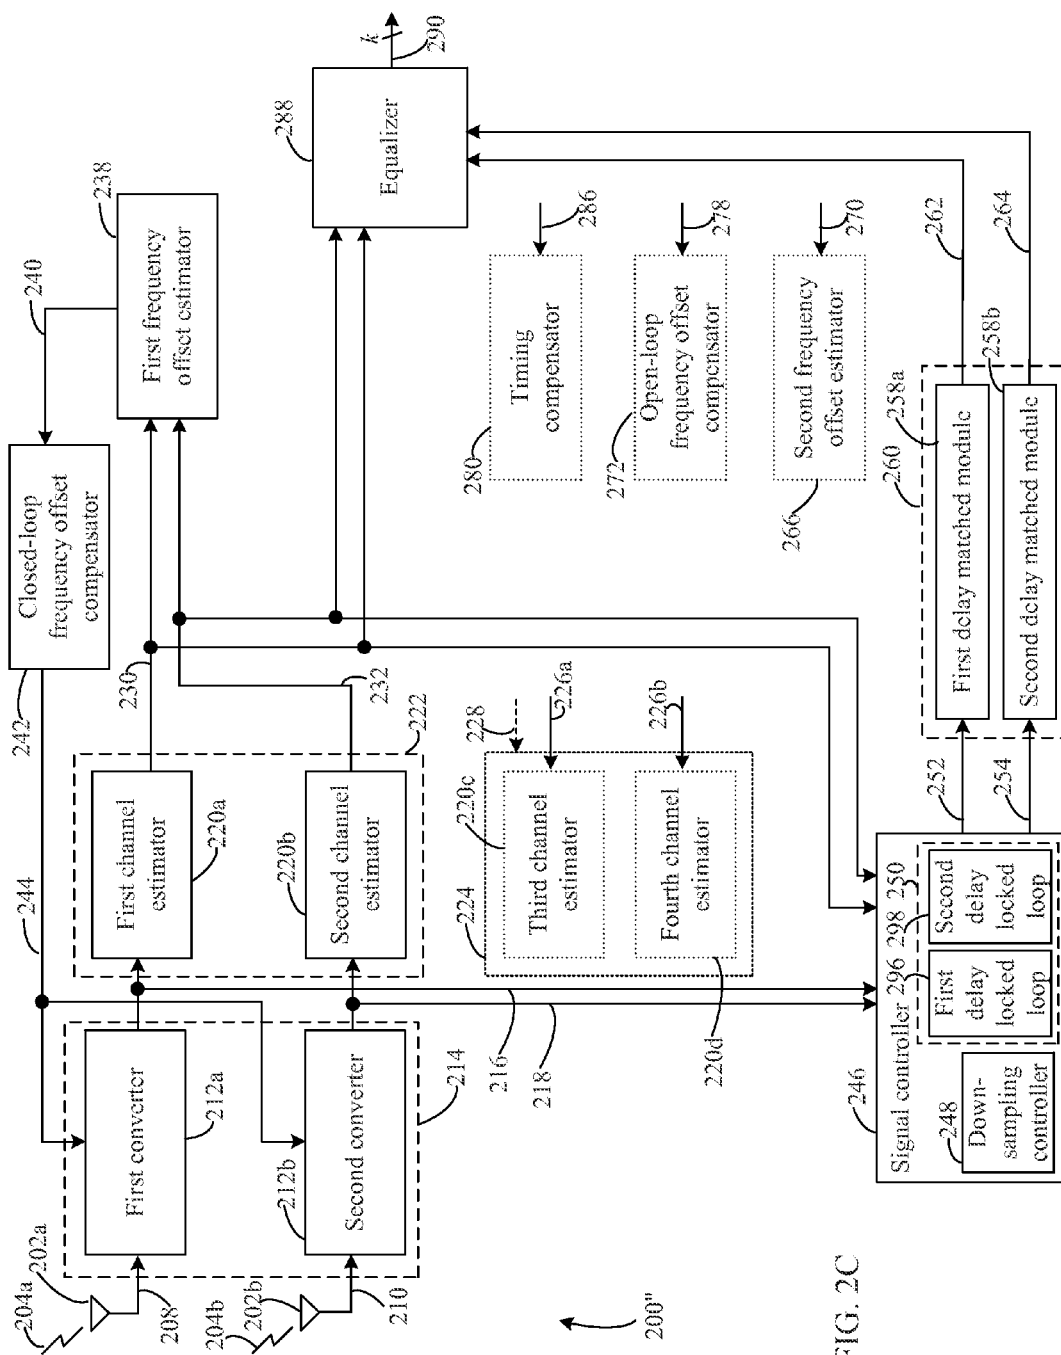 204a
202a
208
204b
202b
210
First converter
212a
212b
Second converter
214
216
218
244
242
Closed-loop
frequency offset
compensator
240
First frequency
offset estimator
238
First channel
estimator
220a
220b
Second channel
estimator
222
230
232
224
220c
Third channel
estimator
Fourth channel
estimator
220d
228
226a
226b
288
Equalizer
k
290
280
Timing
compensator
286
272
Open-loop
frequency offset
compensator
278
266
Second frequency
offset estimator
270
246
Signal controller
248
Down-
sampling
controller
296
First
delay
locked
loop
298
250
Second
delay
locked
loop
252
254
260
258a
First delay matched module
258b
Second delay matched module
262
264
200"
FIG. 2C